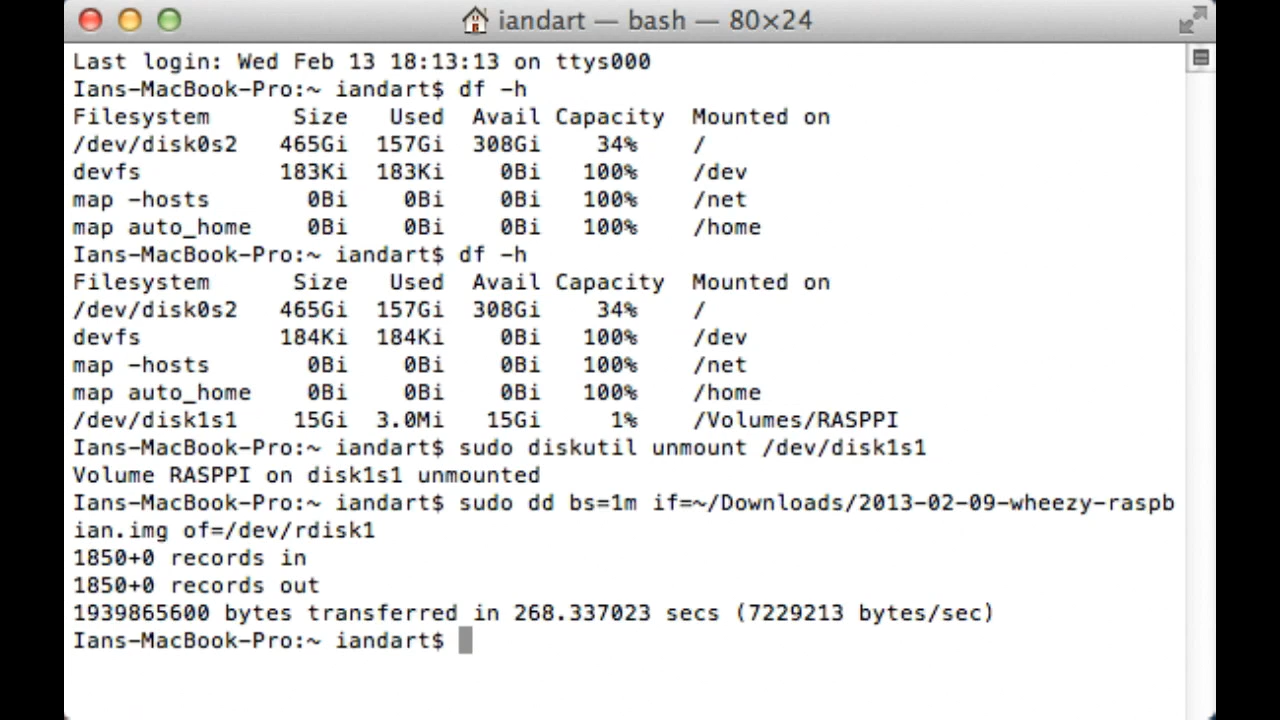 iandart — bash — 80×24
Last login: Wed Feb 13 18:13:13 on ttys000
Ians-MacBook-Pro:~ iandart$ df -h
Filesystem      Size   Used  Avail Capacity  Mounted on
/dev/disk0s2   465Gi  157Gi  308Gi    34%    /
devfs          183Ki  183Ki    0Bi   100%    /dev
map -hosts       0Bi    0Bi    0Bi   100%    /net
map auto_home    0Bi    0Bi    0Bi   100%    /home
Ians-MacBook-Pro:~ iandart$ df -h
Filesystem      Size   Used  Avail Capacity  Mounted on
/dev/disk0s2   465Gi  157Gi  308Gi    34%    /
devfs          184Ki  184Ki    0Bi   100%    /dev
map -hosts       0Bi    0Bi    0Bi   100%    /net
map auto_home    0Bi    0Bi    0Bi   100%    /home
/dev/disk1s1    15Gi  3.0Mi   15Gi     1%    /Volumes/RASPPI
Ians-MacBook-Pro:~ iandart$ sudo diskutil unmount /dev/disk1s1
Volume RASPPI on disk1s1 unmounted
Ians-MacBook-Pro:~ iandart$ sudo dd bs=1m if=~/Downloads/2013-02-09-wheezy-raspb
ian.img of=/dev/rdisk1
1850+0 records in
1850+0 records out
1939865600 bytes transferred in 268.337023 secs (7229213 bytes/sec)
Ians-MacBook-Pro:~ iandart$